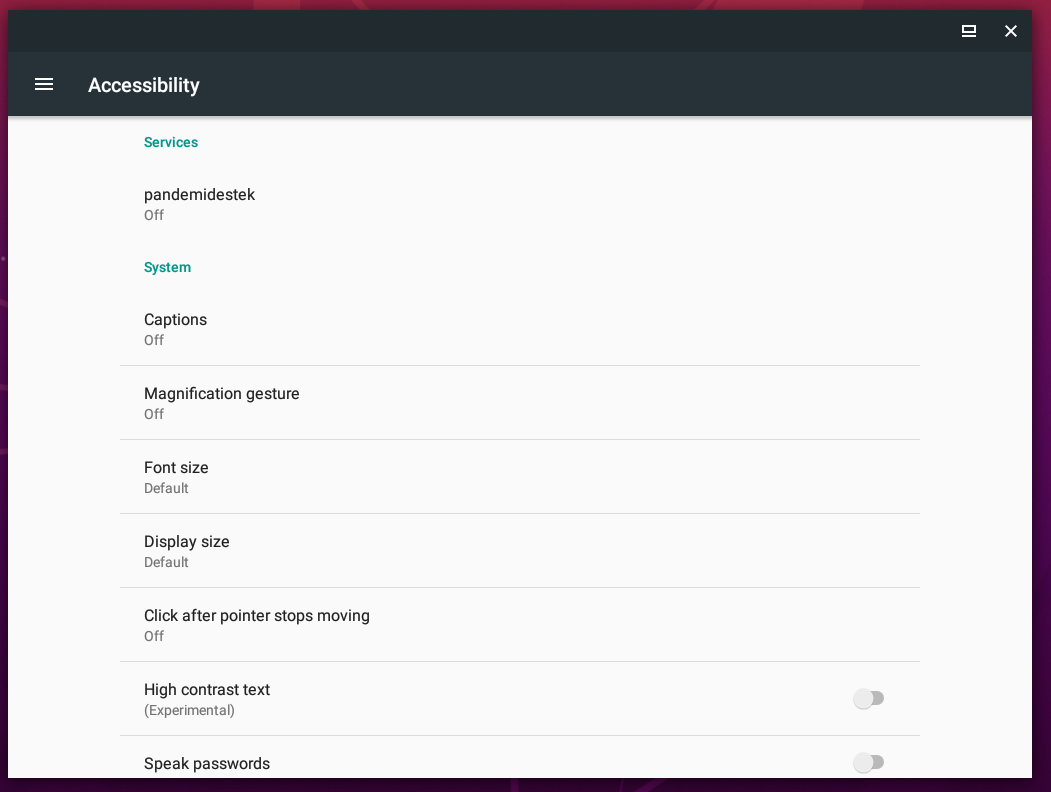 Accessibility
Services
pandemidestek
Off
System
Captions
Off
Magnification gesture
Off
Font size
Default
Display size
Default
Click after pointer stops moving
Off
High contrast text
(Experimental)
Speak passwords